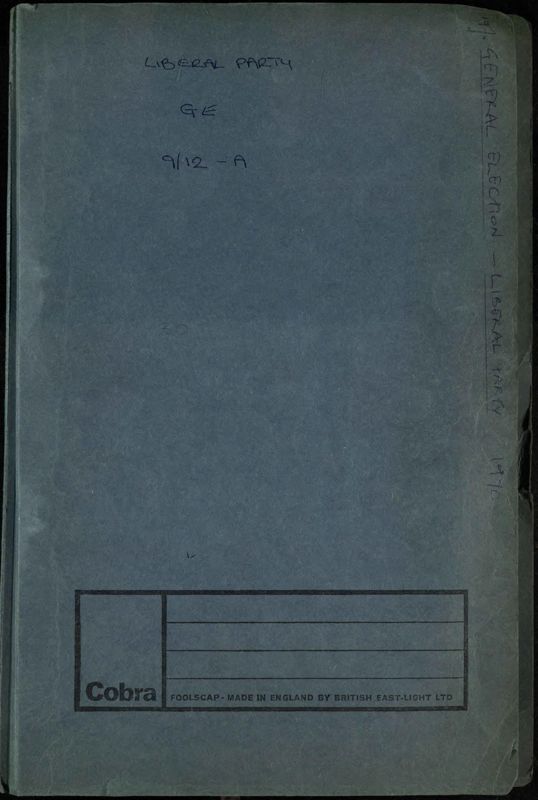 LIBERAL PARTY
GE
9/12 - A
GENERAL ELECTION - LIBERAL PARTY 1970
Cobra
FOOLSCAP - MADE IN ENGLAND BY BRITISH EAST-LIGHT LTD